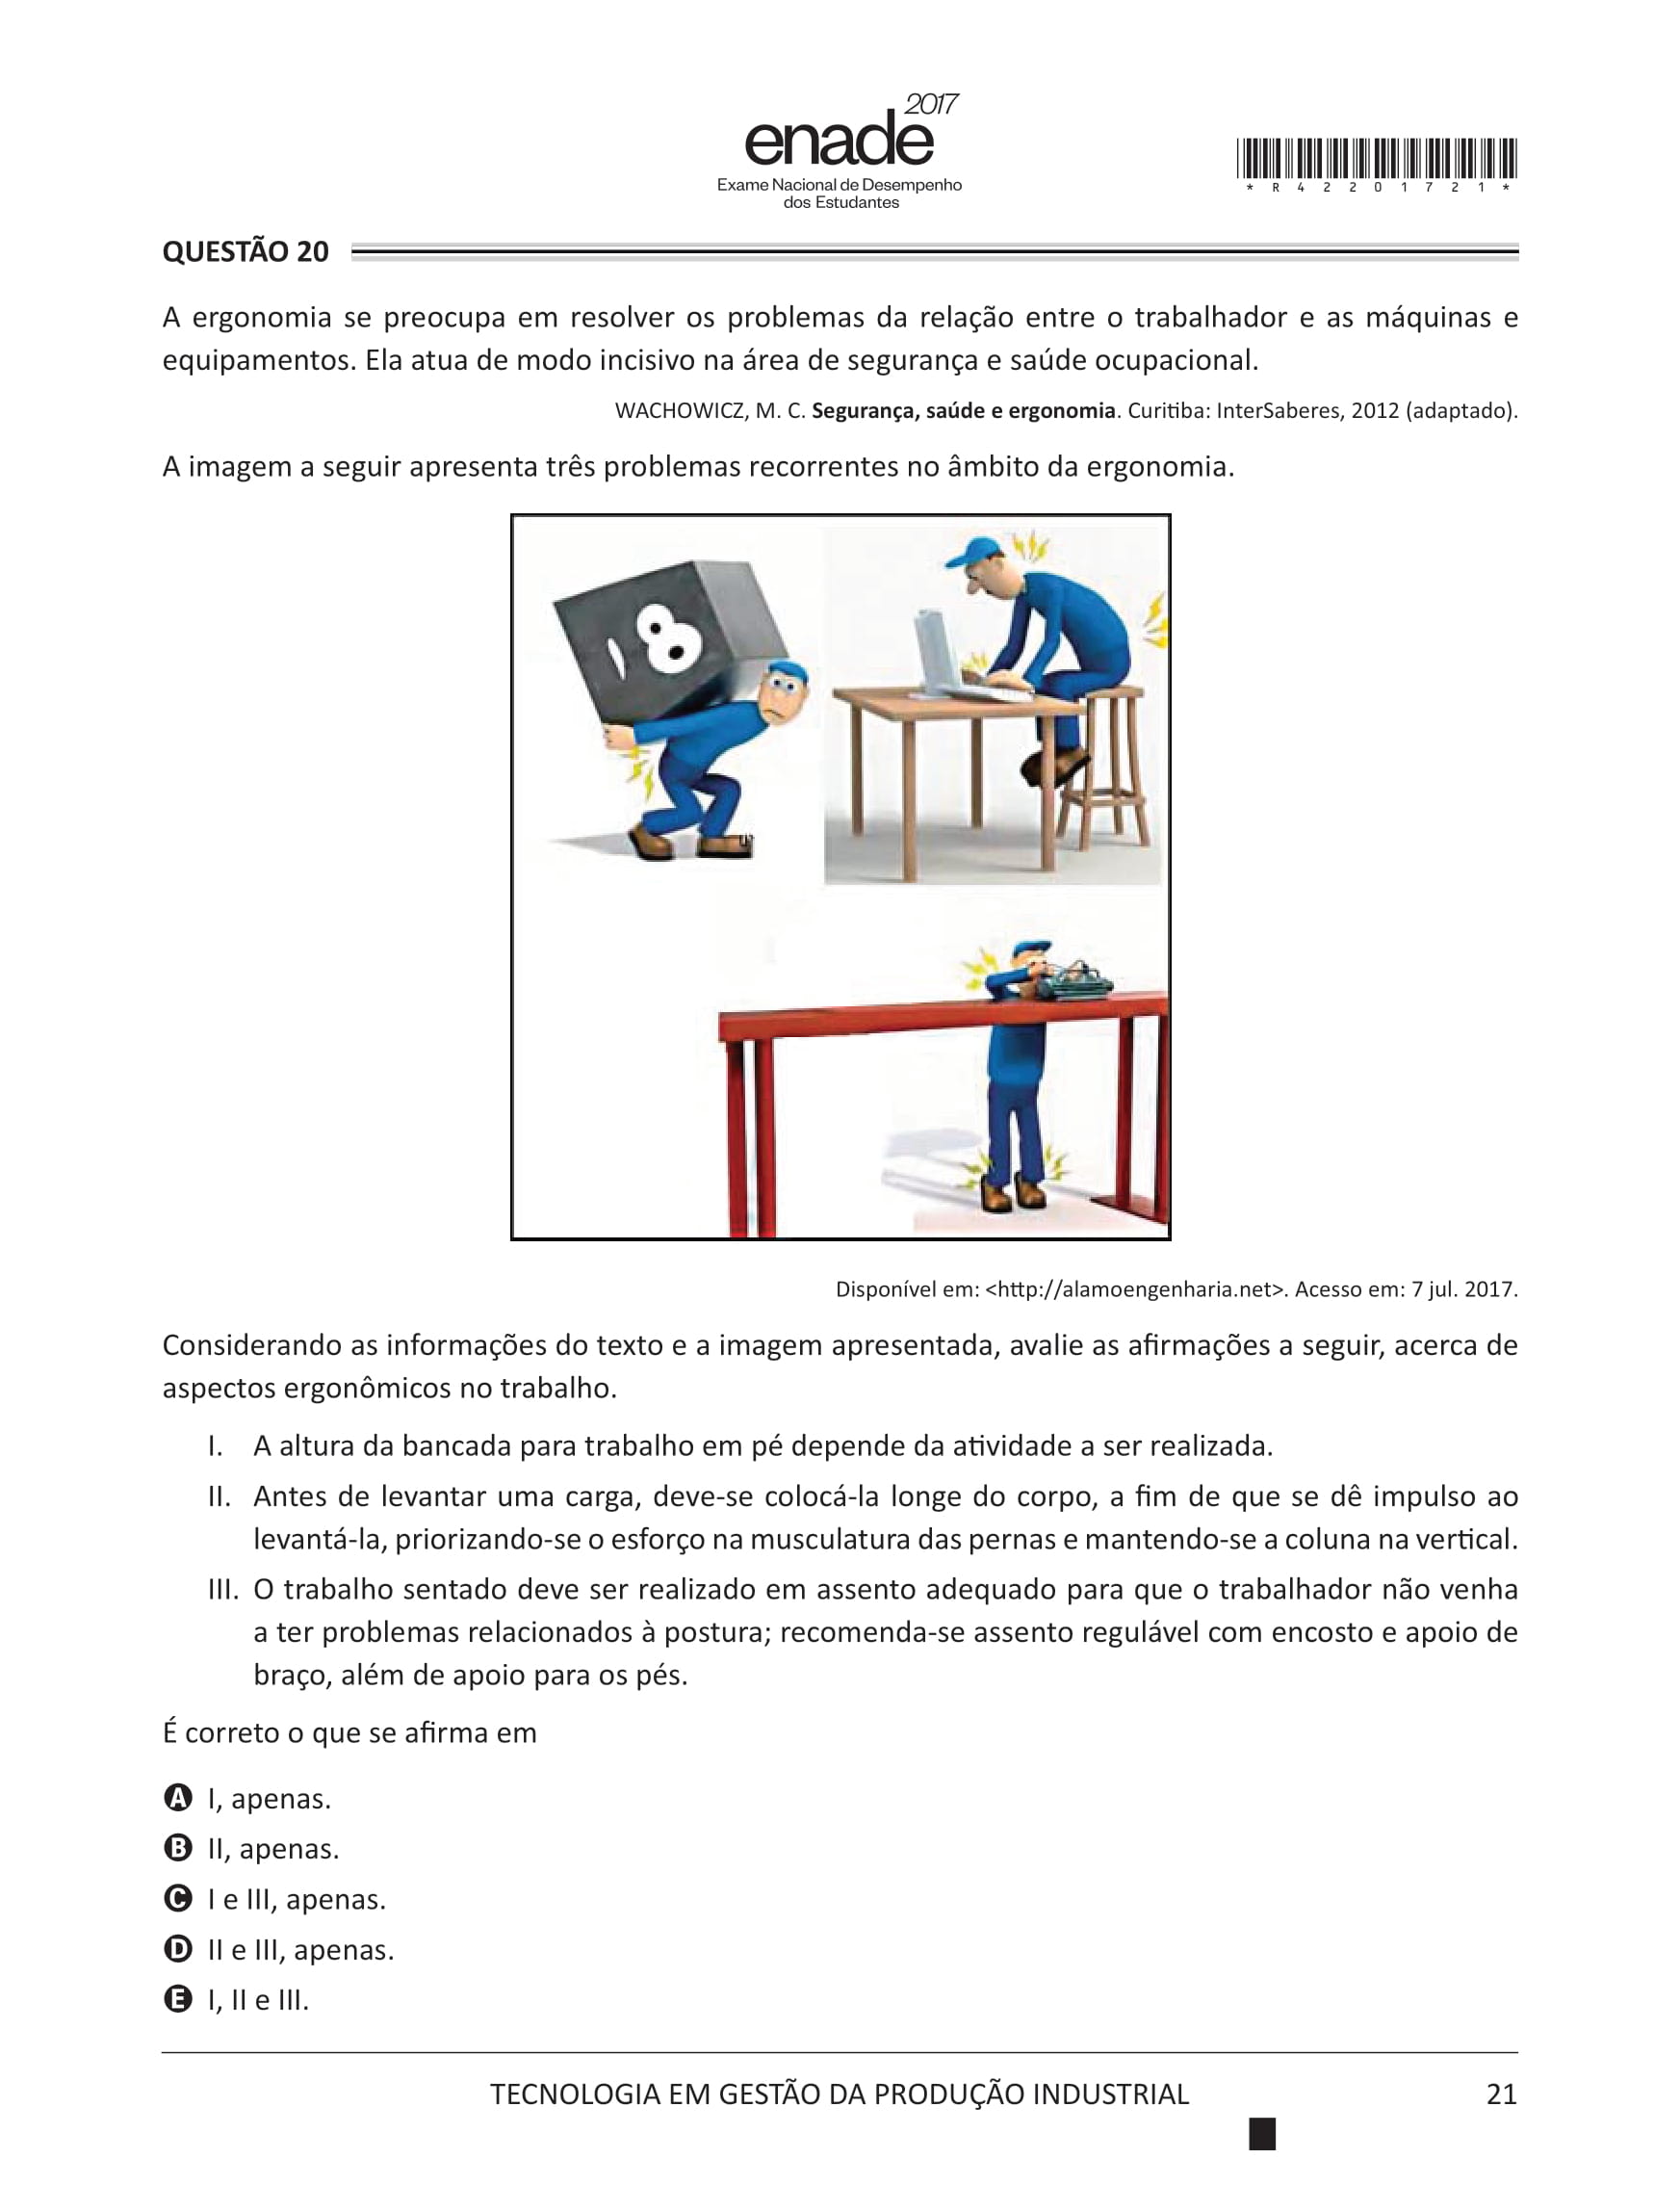 2017
enade
Exame Nacional de Desempenho
dos Estudantes
* R 4 2 2 0 1 7 2 1 *
QUESTÃO 20
A ergonomia se preocupa em resolver os problemas da relação entre o trabalhador e as máquinas e
equipamentos. Ela atua de modo incisivo na área de segurança e saúde ocupacional.
WACHOWICZ, M. C. Segurança, saúde e ergonomia. Curitiba: InterSaberes, 2012 (adaptado).
A imagem a seguir apresenta três problemas recorrentes no âmbito da ergonomia.
Disponível em: <http://alamoengenharia.net>. Acesso em: 7 jul. 2017.
Considerando as informações do texto e a imagem apresentada, avalie as afirmações a seguir, acerca de
aspectos ergonômicos no trabalho.
I. A altura da bancada para trabalho em pé depende da atividade a ser realizada.
II. Antes de levantar uma carga, deve-se colocá-la longe do corpo, a fim de que se dê impulso ao
levantá-la, priorizando-se o esforço na musculatura das pernas e mantendo-se a coluna na vertical.
III. O trabalho sentado deve ser realizado em assento adequado para que o trabalhador não venha
a ter problemas relacionados à postura; recomenda-se assento regulável com encosto e apoio de
braço, além de apoio para os pés.
É correto o que se afirma em
A I, apenas.
B II, apenas.
C I e III, apenas.
D II e III, apenas.
E I, II e III.
TECNOLOGIA EM GESTÃO DA PRODUÇÃO INDUSTRIAL
21